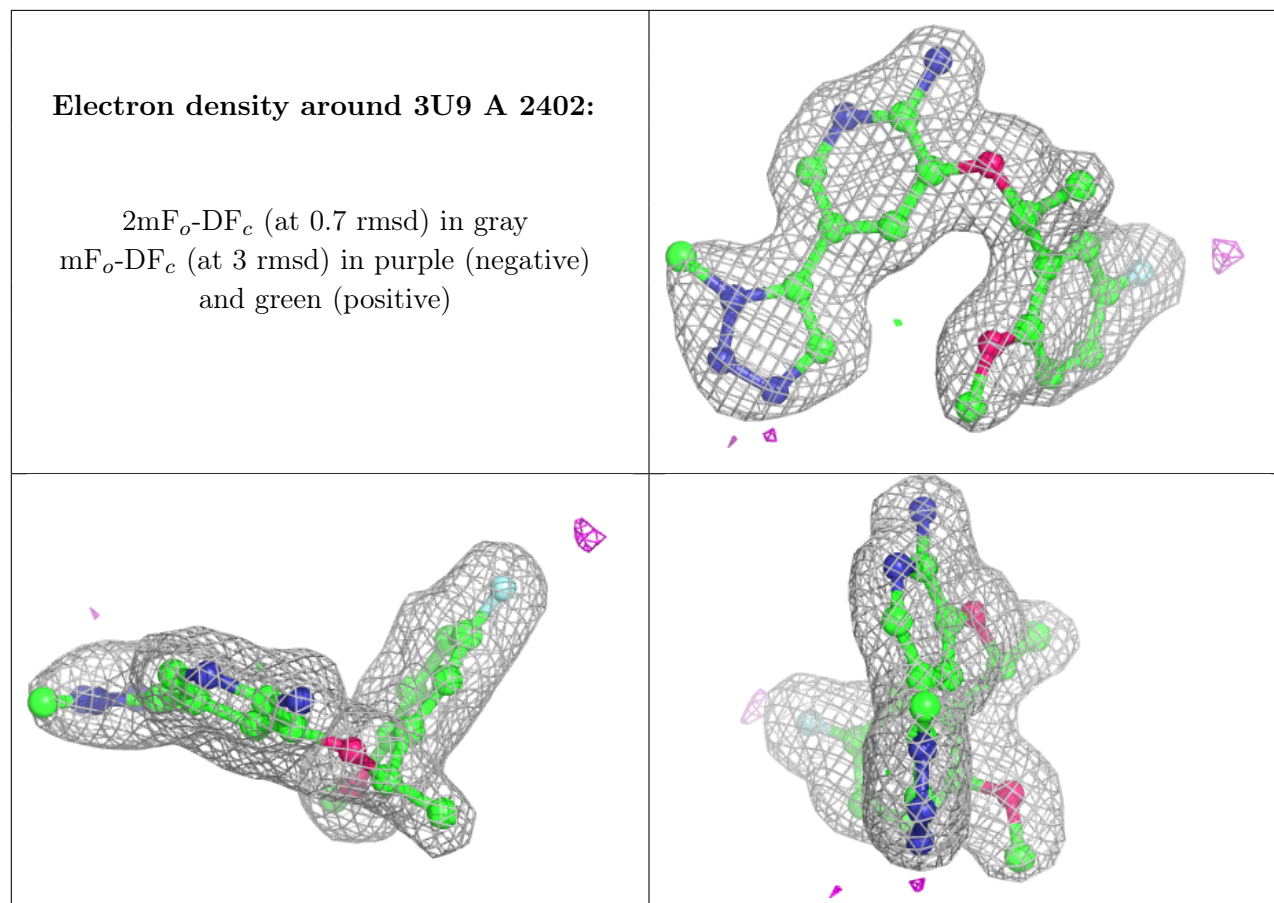 Electron density around 3U9 A 2402:
2mFo-DFc (at 0.7 rmsd) in gray
mFo-DFc (at 3 rmsd) in purple (negative)
and green (positive)